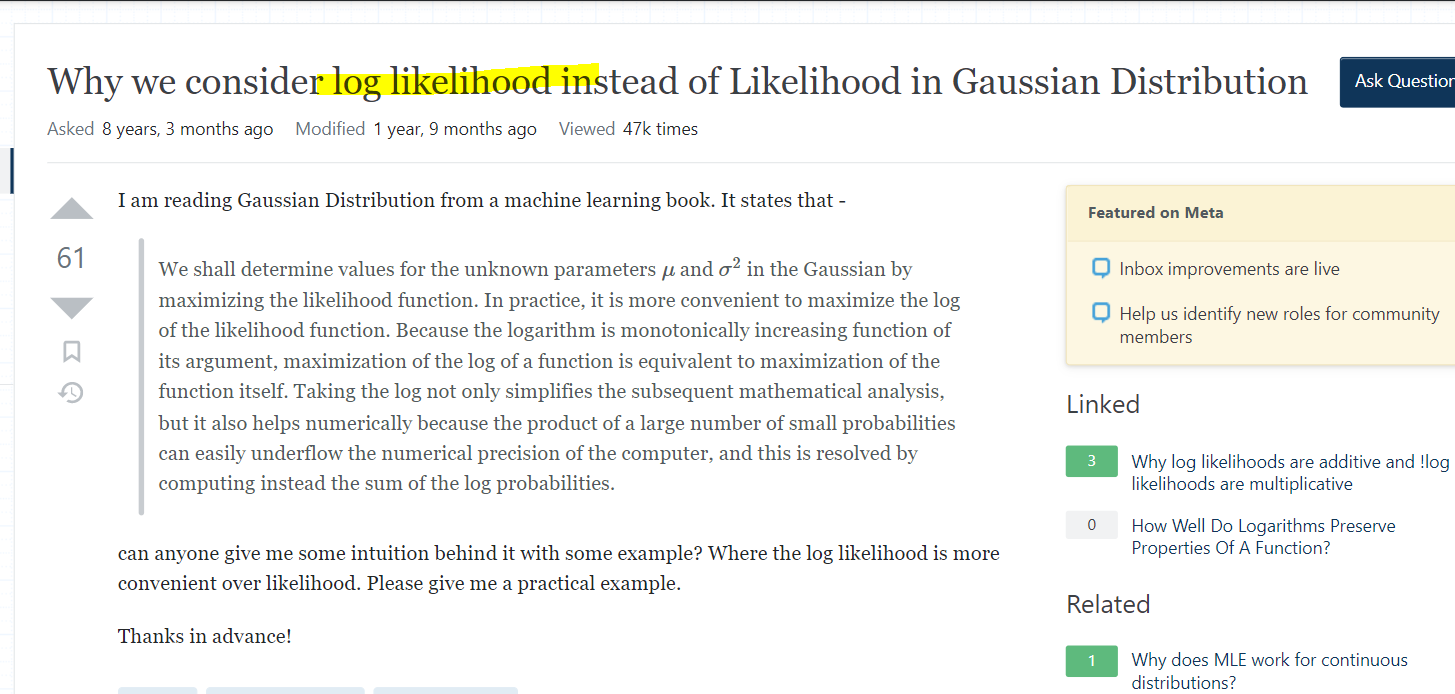 Why we consider log likelihood instead of Likelihood in Gaussian Distribution
Ask Question
Asked 8 years, 3 months ago Modified 1 year, 9 months ago Viewed 47k times
61
I am reading Gaussian Distribution from a machine learning book. It states that -
We shall determine values for the unknown parameters μ and σ² in the Gaussian by
maximizing the likelihood function. In practice, it is more convenient to maximize the log
of the likelihood function. Because the logarithm is monotonically increasing function of
its argument, maximization of the log of a function is equivalent to maximization of the
function itself. Taking the log not only simplifies the subsequent mathematical analysis,
but it also helps numerically because the product of a large number of small probabilities
can easily underflow the numerical precision of the computer, and this is resolved by
computing instead the sum of the log probabilities.
can anyone give me some intuition behind it with some example? Where the log likelihood is more
convenient over likelihood. Please give me a practical example.
Thanks in advance!
Featured on Meta
Inbox improvements are live
Help us identify new roles for community
members
Linked
3 Why log likelihoods are additive and !log
likelihoods are multiplicative
0 How Well Do Logarithms Preserve
Properties Of A Function?
Related
1 Why does MLE work for continuous
distributions?